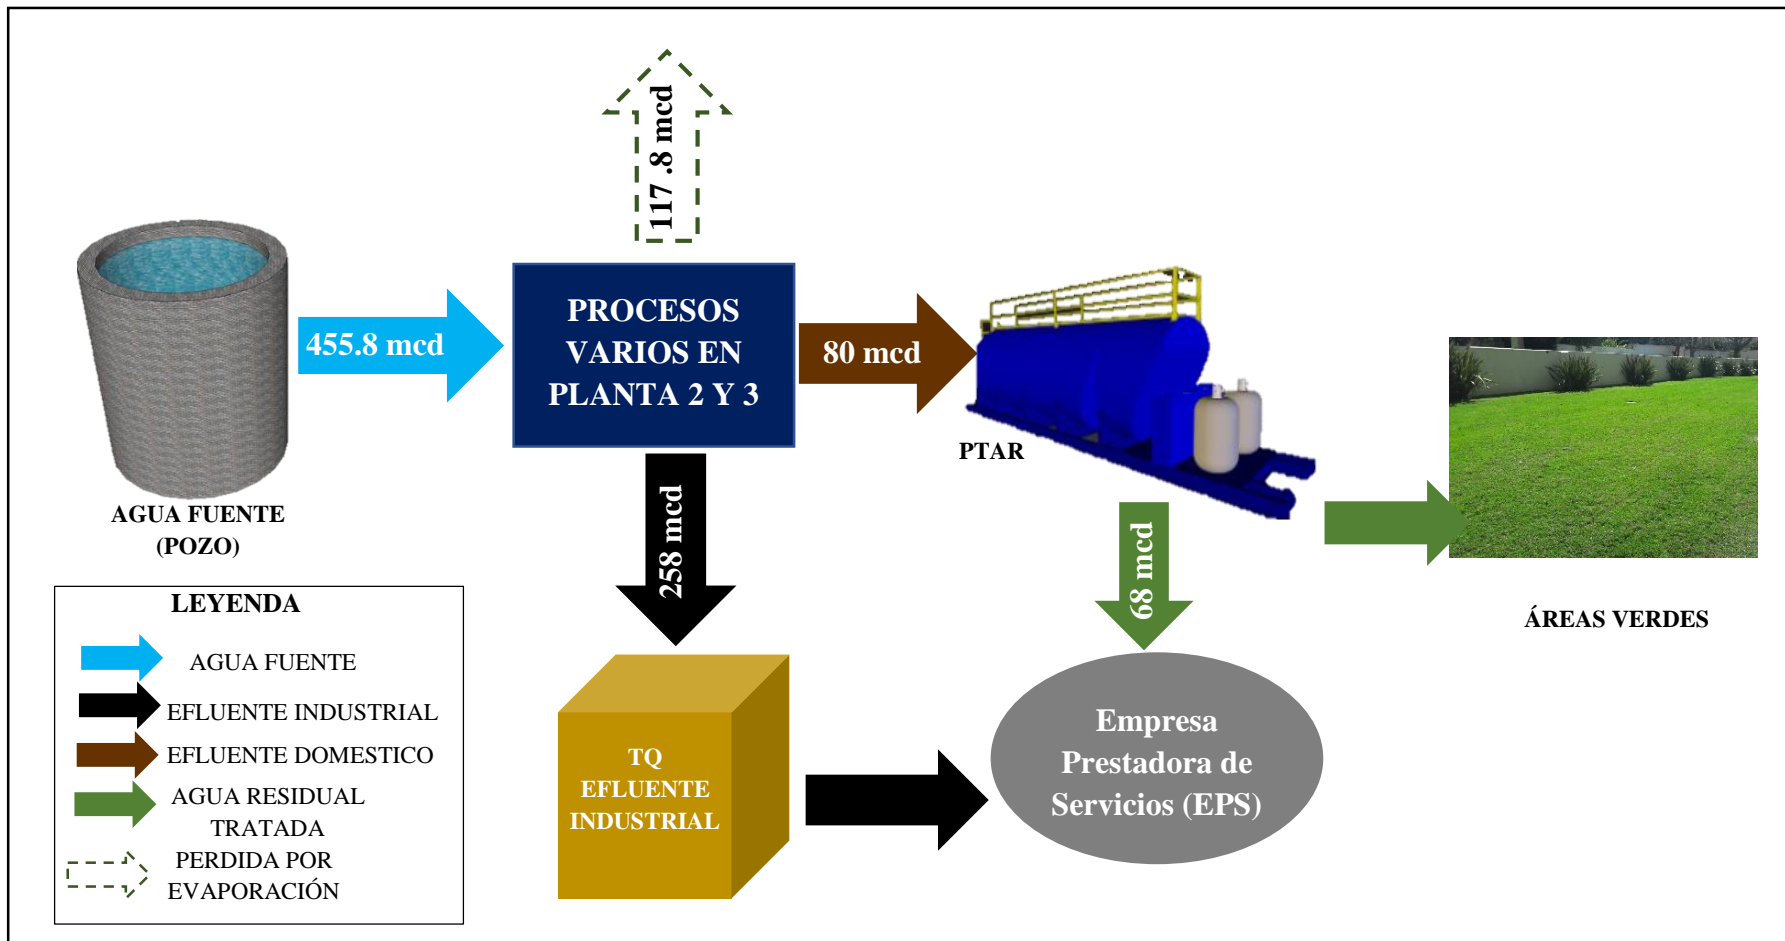 117 .8 mcd
455.8 mcd
PROCESOS
VARIOS EN
PLANTA 2 Y 3
80 mcd
PTAR
AGUA FUENTE
(POZO)
258 mcd
68 mcd
ÁREAS VERDES
LEYENDA
AGUA FUENTE
EFLUENTE INDUSTRIAL
EFLUENTE DOMESTICO
AGUA RESIDUAL
TRATADA
PERDIDA POR
EVAPORACIÓN
TQ
EFLUENTE
INDUSTRIAL
Empresa
Prestadora de
Servicios (EPS)